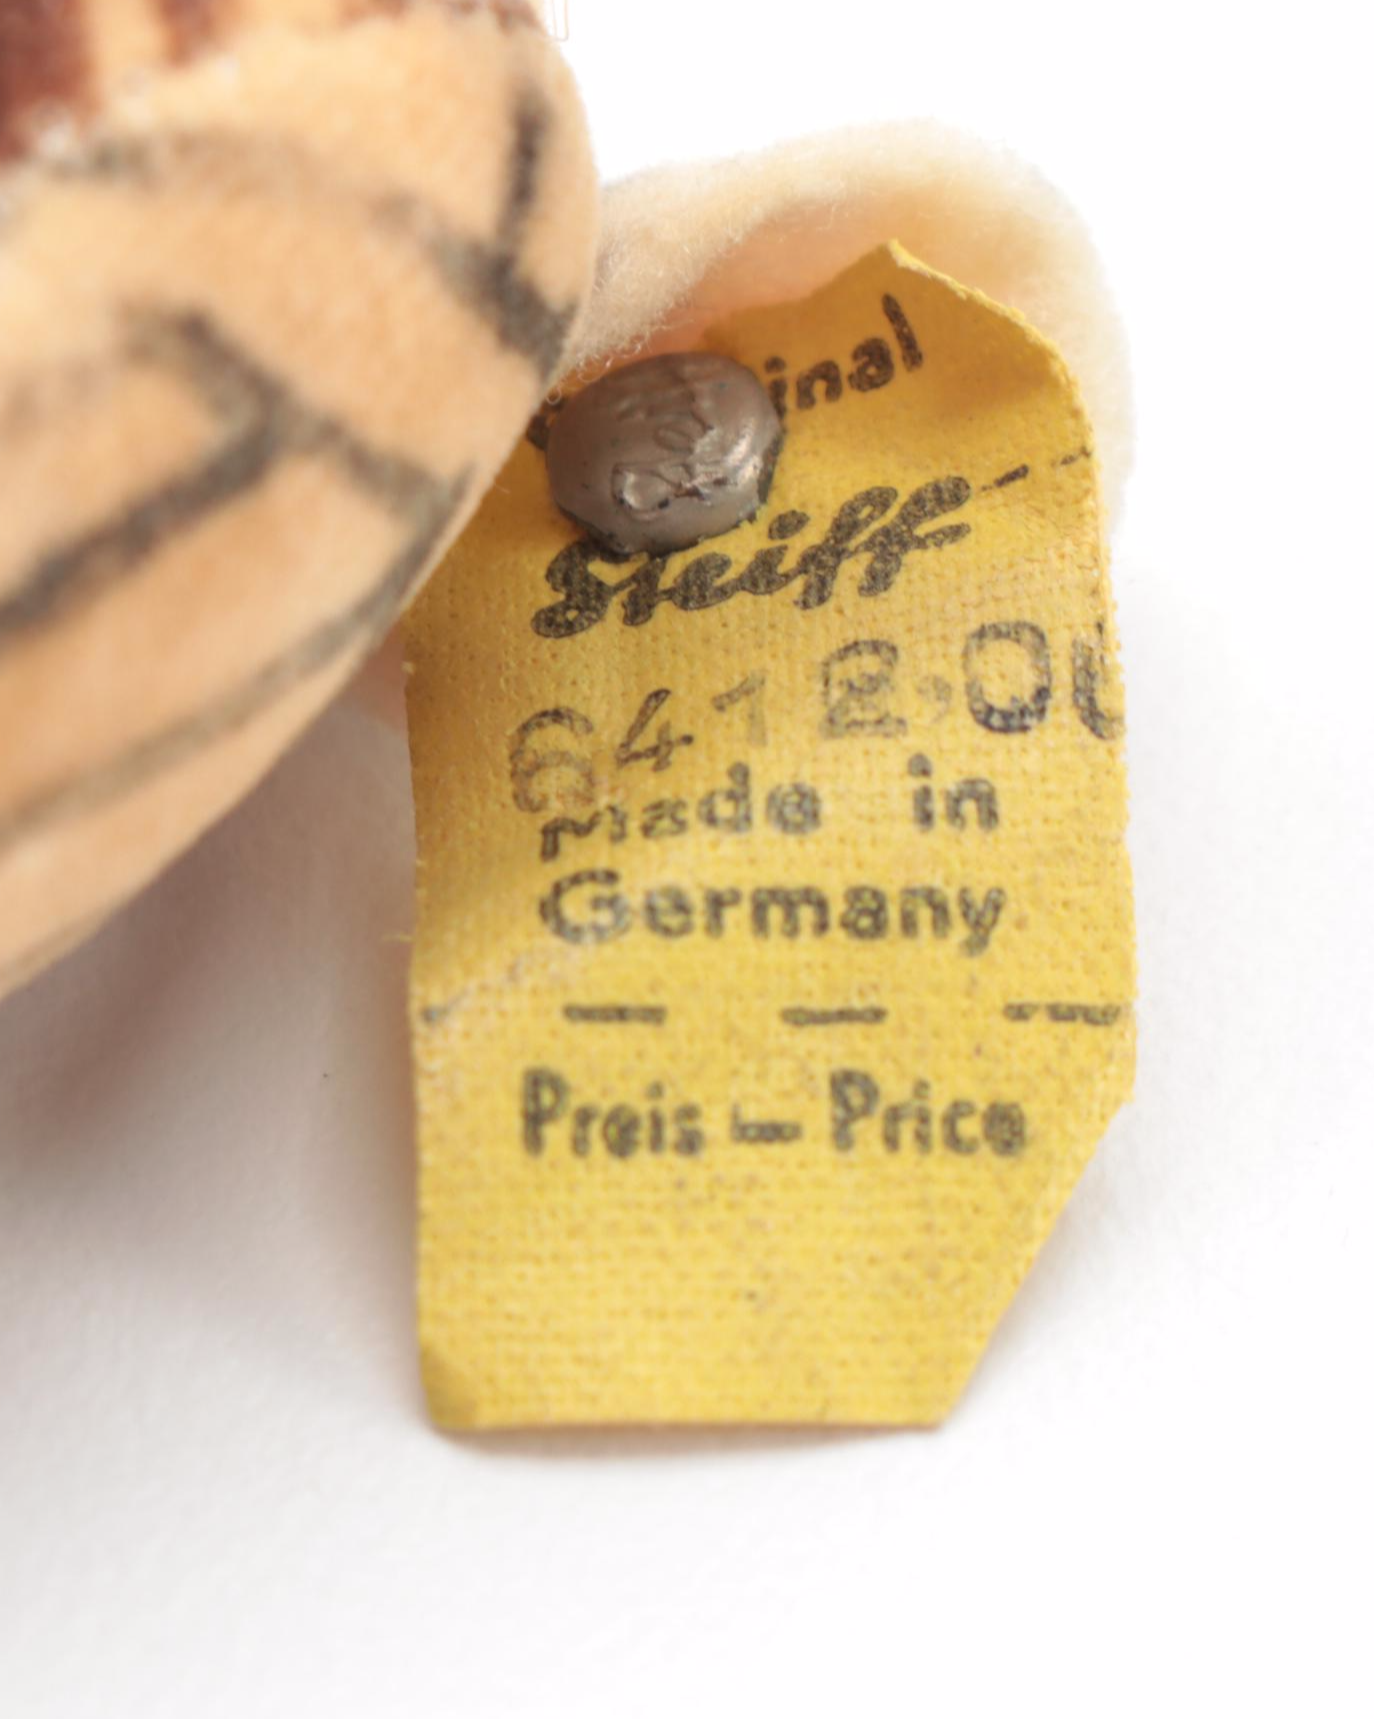 inal
Steiff
6412,0
Made in
Germany
Preis – Price